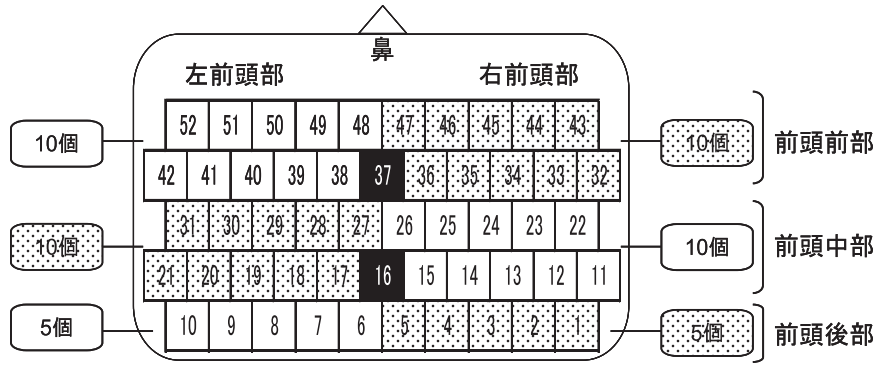 鼻
左前頭部 右前頭部
52 51 50 49 48 47 46 45 44 43
10個 10個 前頭前部
42 41 40 39 38 37 36 35 34 33 32
31 30 29 28 27 26 25 24 23 22
10個 10個 前頭中部
21 20 19 18 17 16 15 14 13 12 11
10 9 8 7 6 5 4 3 2 1
5個 5個 前頭後部